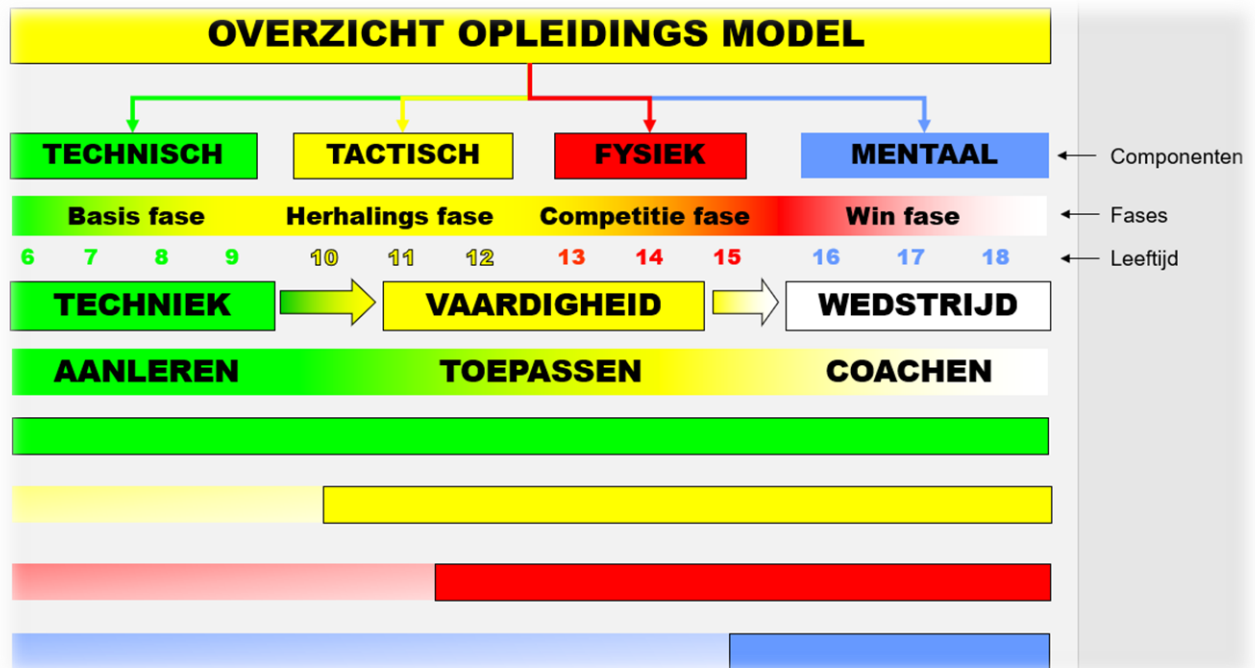 OVERZICHT OPLEIDINGS MODEL
TECHNISCH TACTISCH FYSIEK MENTAAL Componenten
Basis fase Herhalings fase Competitie fase Win fase Fases
6 7 8 9 10 11 12 13 14 15 16 17 18 Leeftijd
TECHNIEK VAARDIGHEID WEDSTRIJD
AANLEREN TOEPASSEN COACHEN